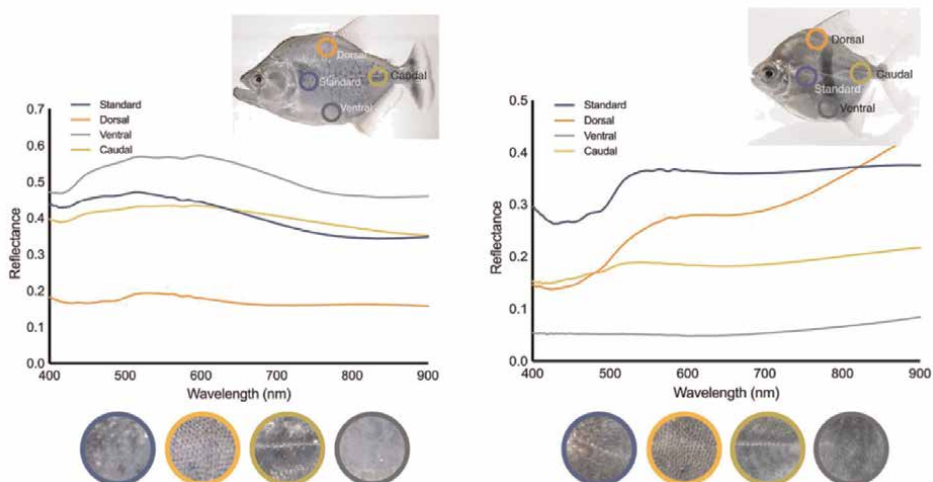 Dorsal
Standard
Caudal
Ventral
Standard
Dorsal
Ventral
Caudal
0.7
0.6
0.5
0.4
0.3
0.2
0.1
0.0
Reflectance
400 500 600 700 800 900
Wavelength (nm)
Dorsal
Caudal
Standard
Ventral
Standard
Dorsal
Ventral
Caudal
0.5
0.4
0.3
0.2
0.1
0.0
Reflectance
400 500 600 700 800 900
Wavelength (nm)